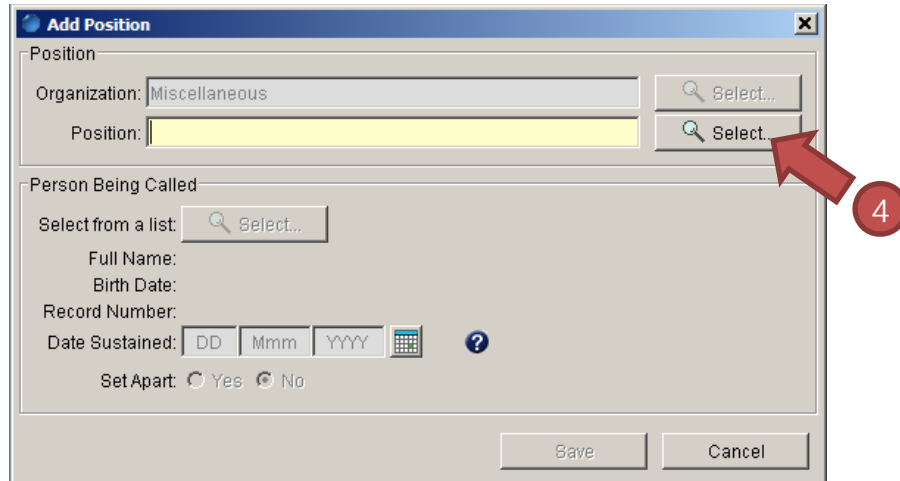 Add Position
Position
Organization: Miscellaneous Select...
Position: Select...
4
Person Being Called
Select from a list: Select...
Full Name:
Birth Date:
Record Number:
Date Sustained: DD Mmm YYYY ?
Set Apart: Yes No
Save Cancel